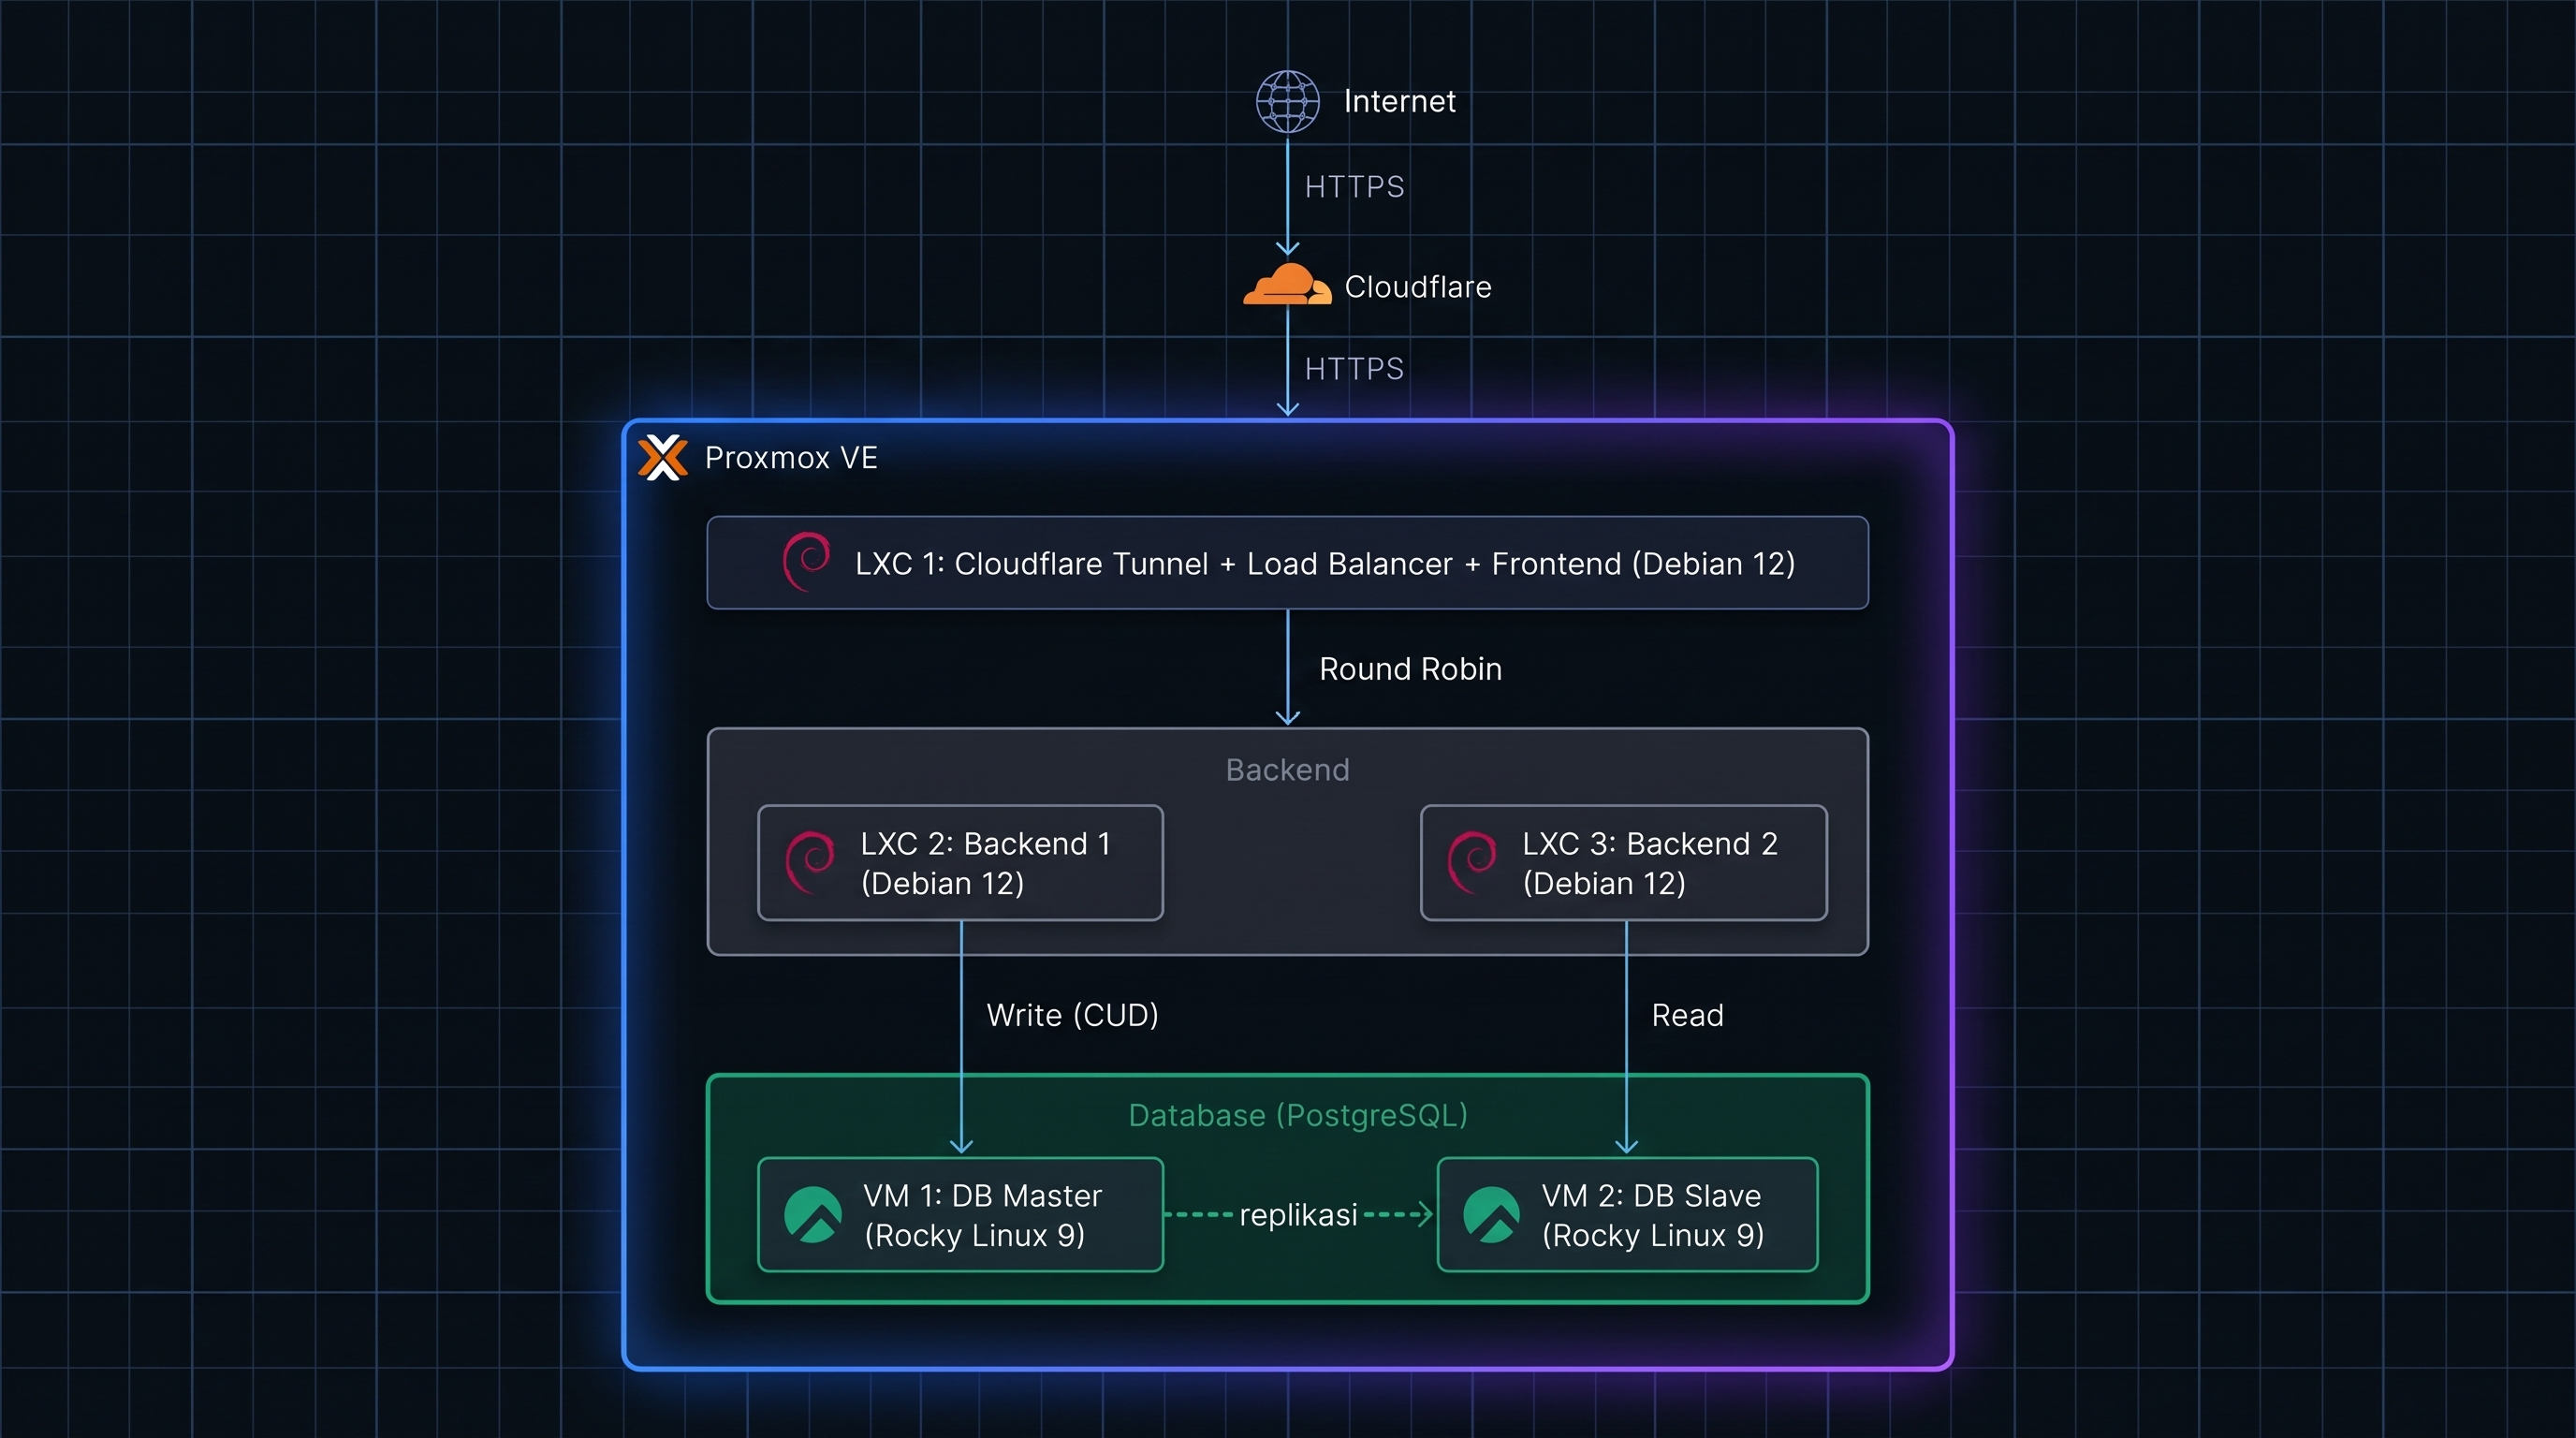 Internet
HTTPS
Cloudflare
HTTPS
Proxmox VE
LXC 1: Cloudflare Tunnel + Load Balancer + Frontend (Debian 12)
Round Robin
Backend
LXC 2: Backend 1
(Debian 12)
LXC 3: Backend 2
(Debian 12)
Write (CUD)
Read
Database (PostgreSQL)
VM 1: DB Master
(Rocky Linux 9)
replikasi
VM 2: DB Slave
(Rocky Linux 9)